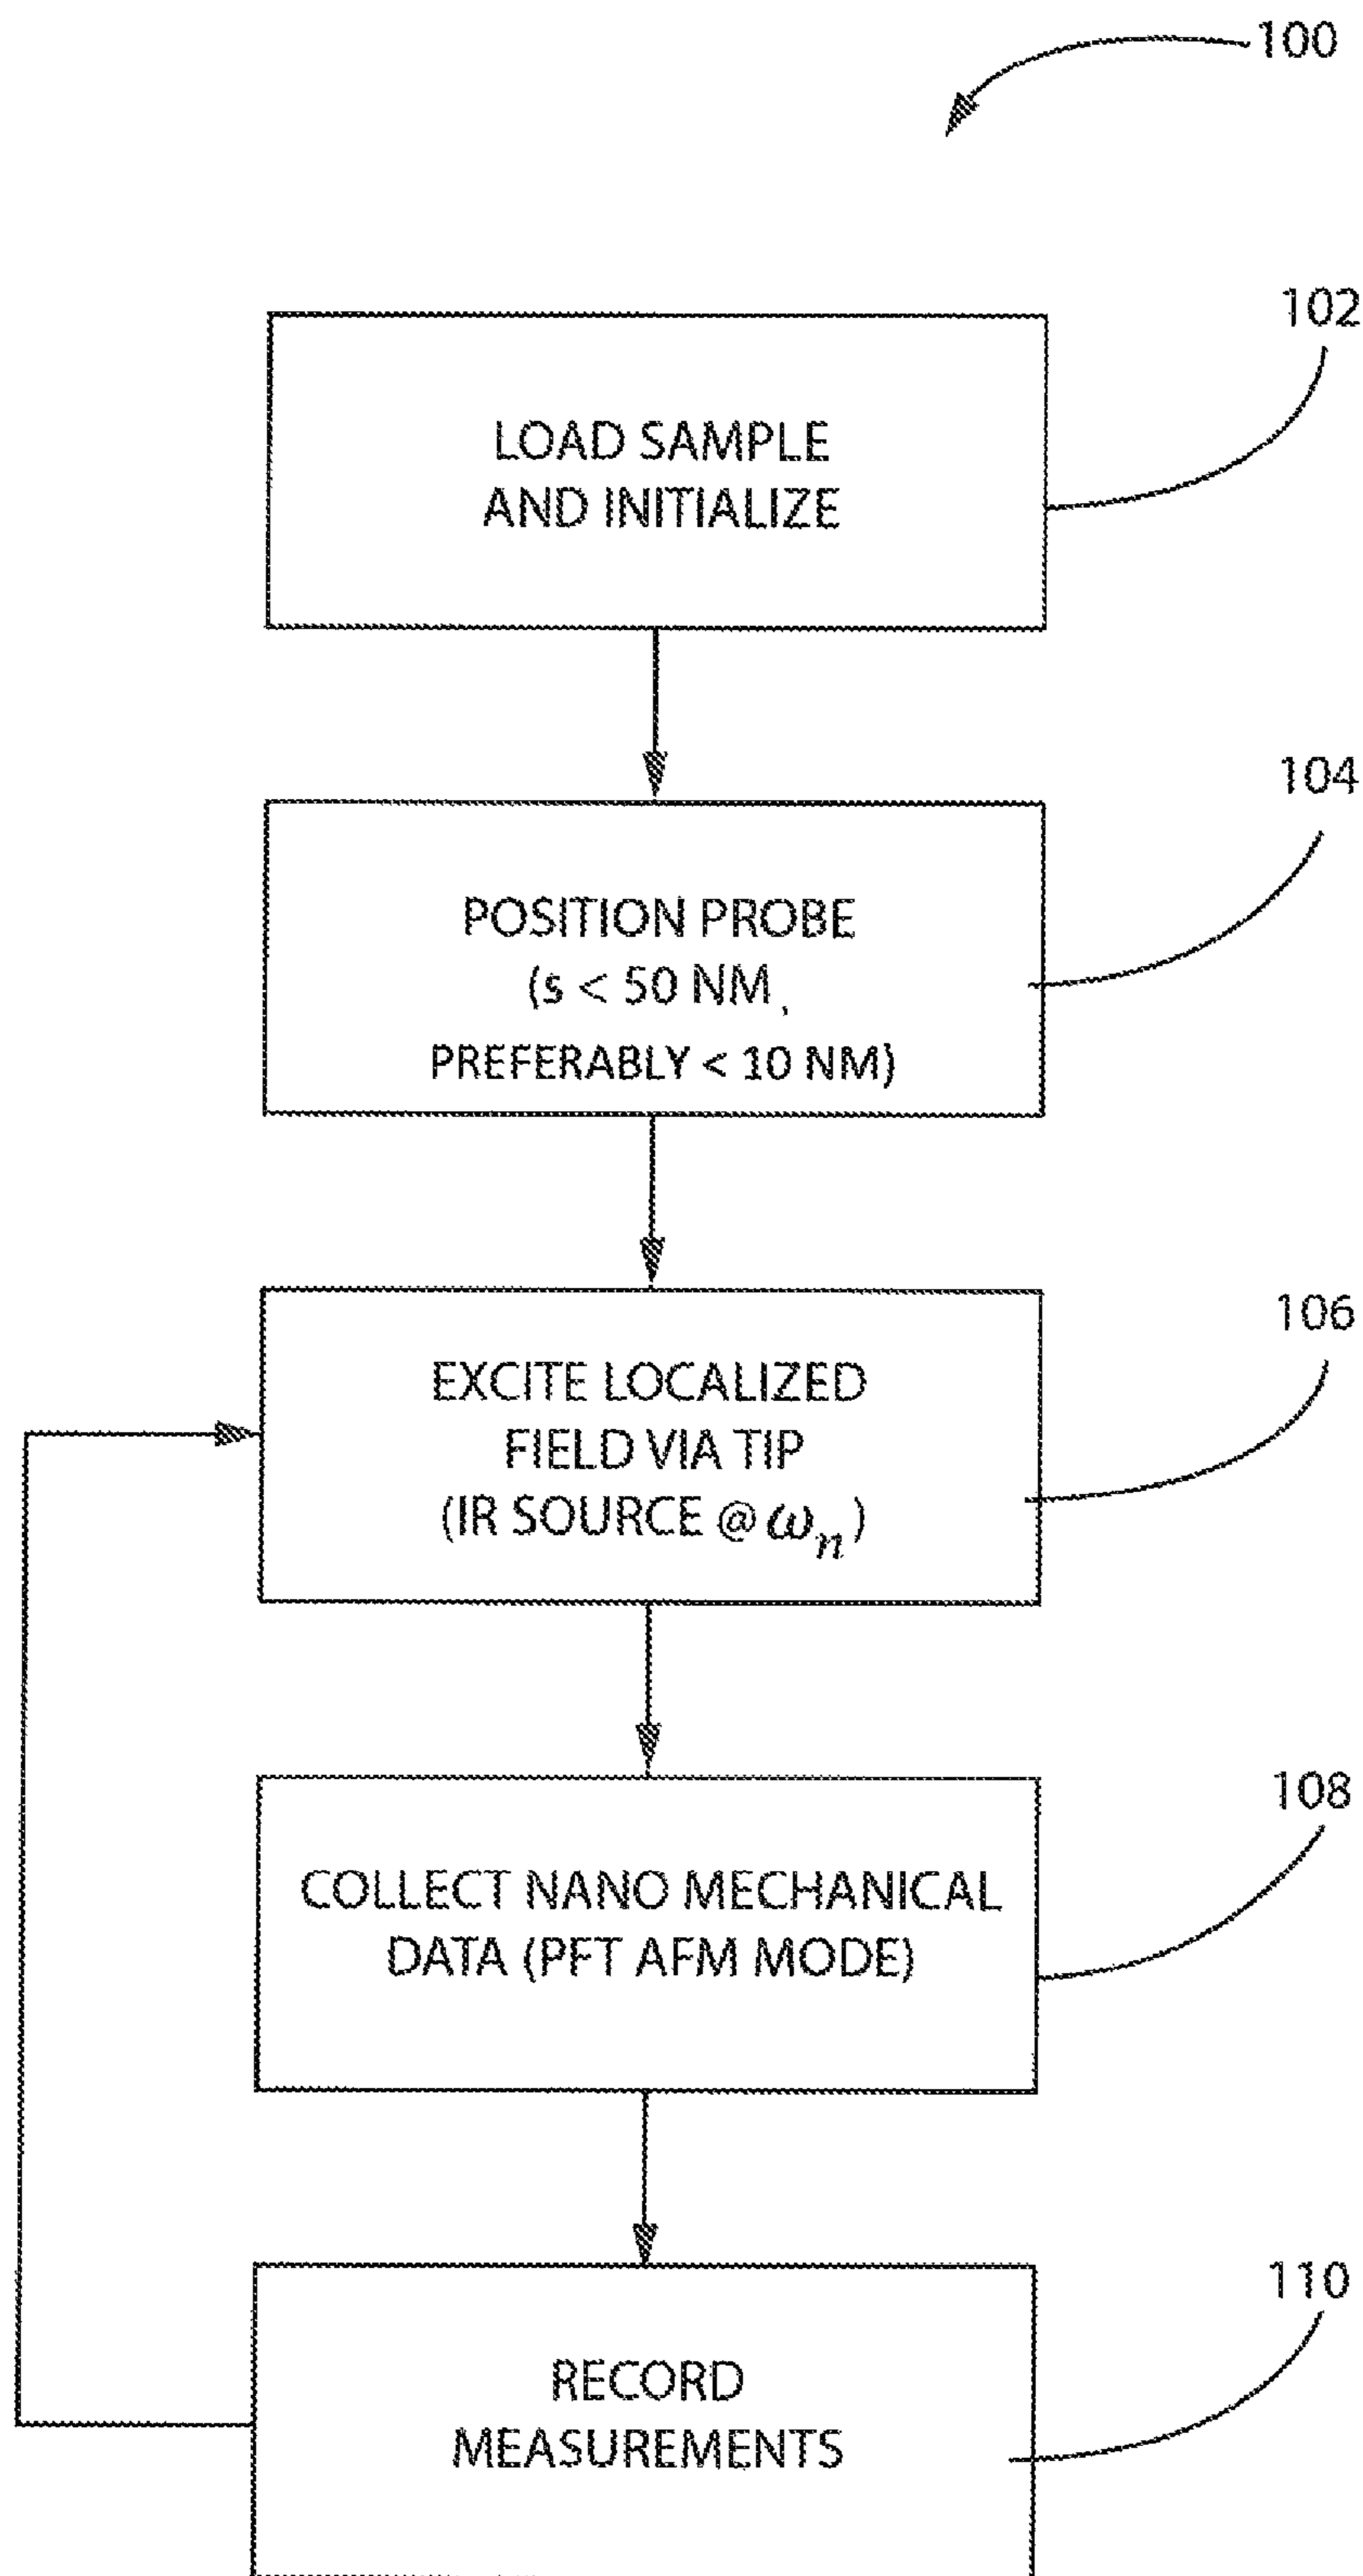 100
102
LOAD SAMPLE
AND INITIALIZE
104
POSITION PROBE
(s < 50 NM,
PREFERABLY < 10 NM)
106
EXCITE LOCALIZED
FIELD VIA TIP
(IR SOURCE @ ωₙ)
108
COLLECT NANO MECHANICAL
DATA (PFT AFM MODE)
110
RECORD
MEASUREMENTS